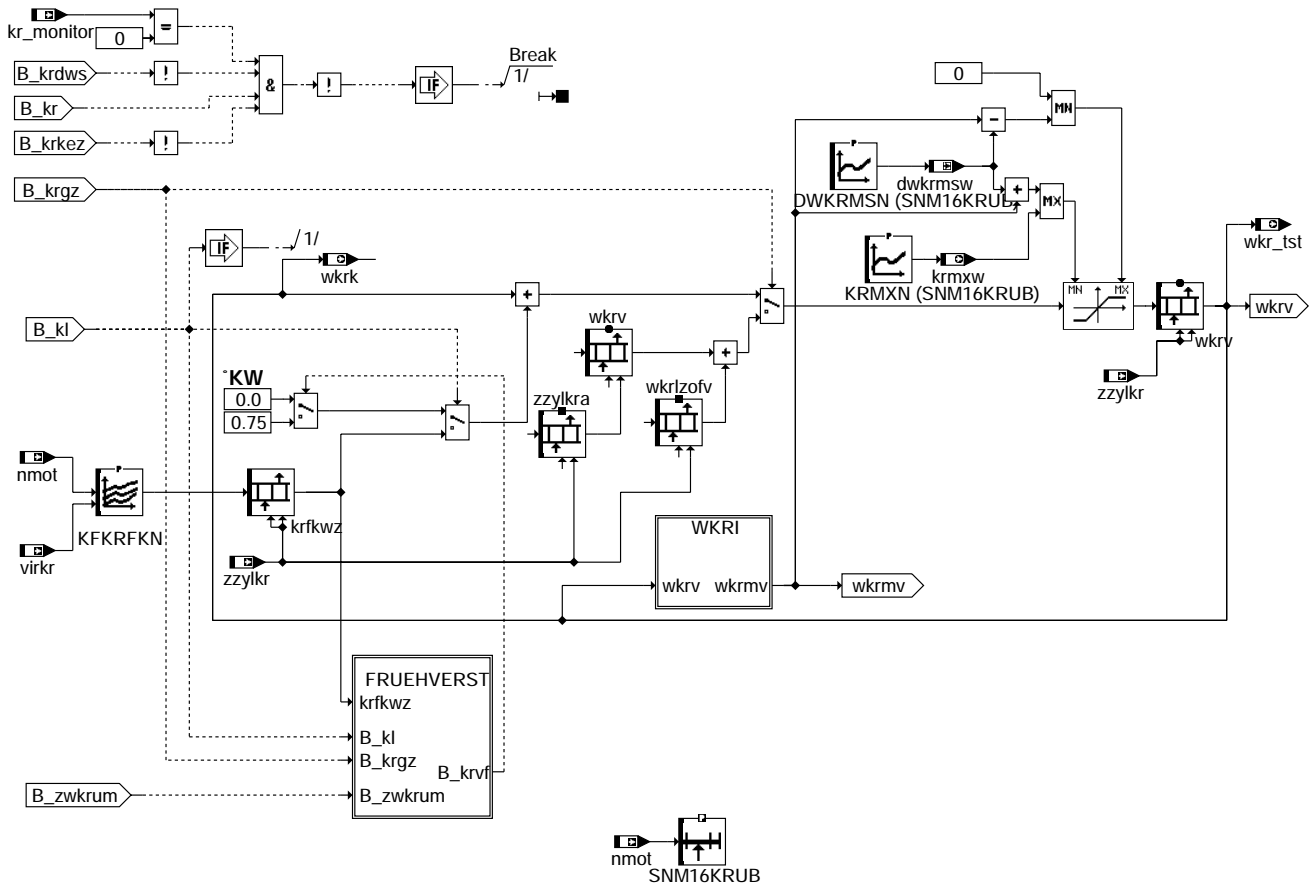 kr_monitor
0
=
B_krdws
!
B_kr
&
!
IF
Break
1/
B_krkez
!
B_krgz
0
MN
-
P
dwkrmsw
DWKRMSN (SNM16KRUB)
+
MX
IF
1/
wkrk
P
krmxw
KRMXN (SNM16KRUB)
wkr_tst
MN
MX
wkrv
wkrv
zzylkr
B_kl
+
wkrv
+
°KW
0.0
0.75
zzylkra
wkrlzofv
nmot
P
KFKRFKN
virkr
krfkwz
zzylkr
WKRI
wkrv
wkrmv
wkrmv
FRUEHVERST
krfkwz
B_kl
B_krgz
B_krvf
B_zwkrum
B_zwkrum
nmot
P
SNM16KRUB